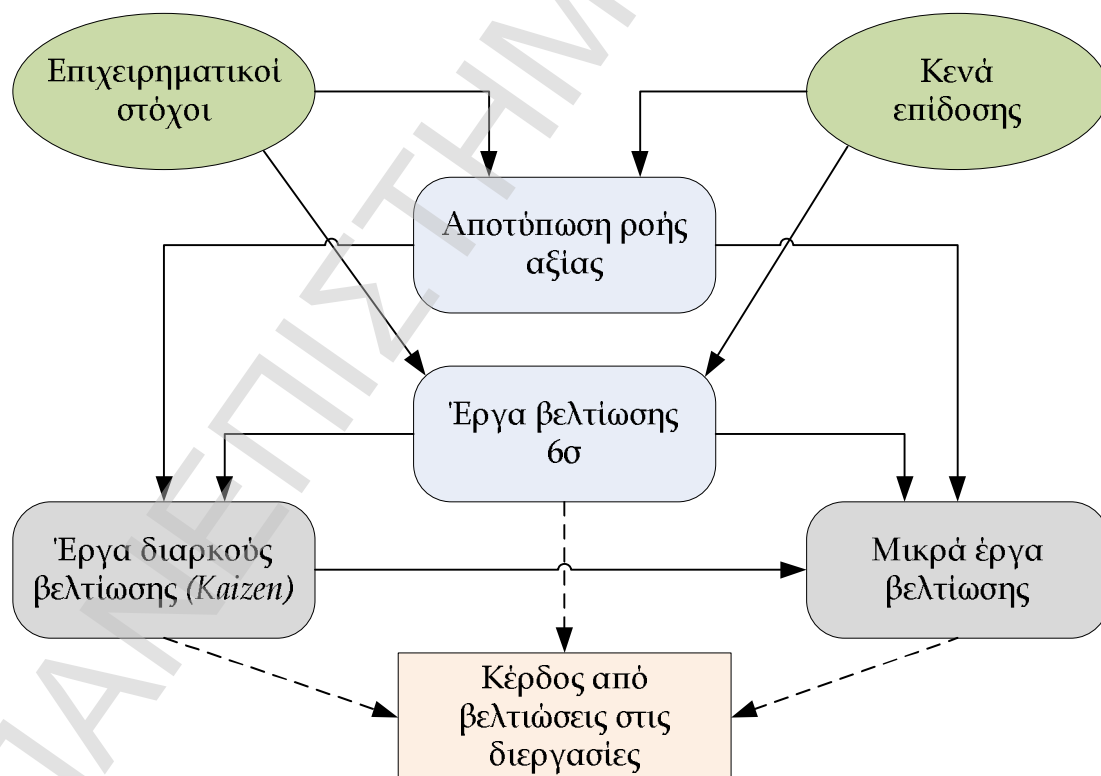 Επιχειρηματικοί
στόχοι
Κενά
επίδοσης
Αποτύπωση ροής
αξίας
Έργα βελτίωσης
6σ
Έργα διαρκούς
βελτίωσης (Kaizen)
Μικρά έργα
βελτίωσης
Κέρδος από
βελτιώσεις στις
διεργασίες
ΠΑΝΕΠΙΣΤΗΜ